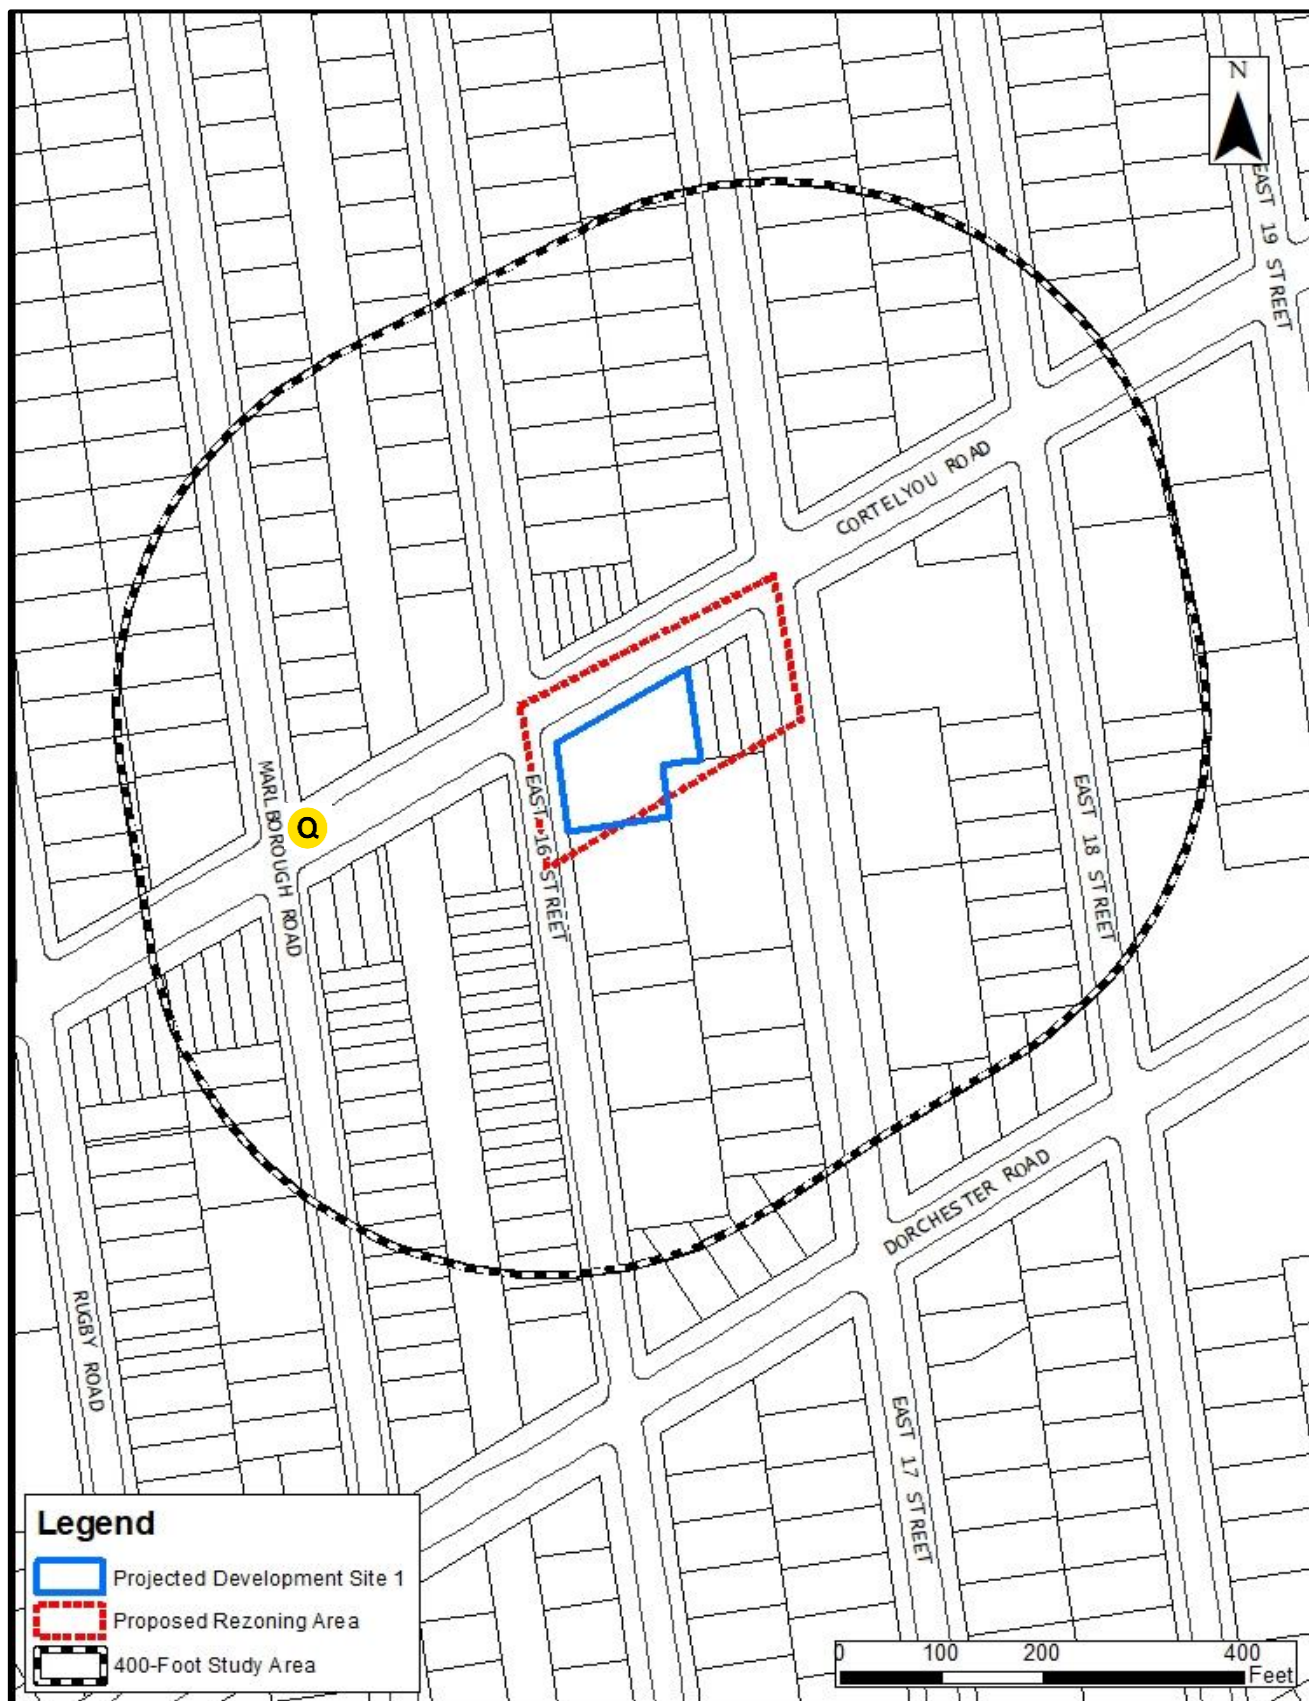 N
EAST 19 STREET
CORTELYOU ROAD
MARLBOROUGH ROAD
Q
EAST 16 STREET
EAST 18 STREET
DORCHESTER ROAD
RUGBY ROAD
EAST 17 STREET
Legend
Projected Development Site 1
Proposed Rezoning Area
400-Foot Study Area
0 100 200 400
Feet